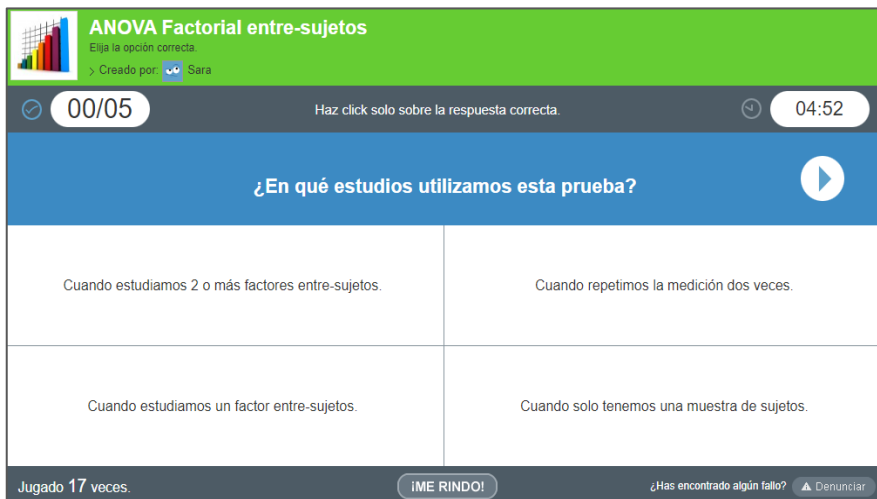 ANOVA Factorial entre-sujetos
Elija la opción correcta.
> Creado por: Sara
00/05
Haz click solo sobre la respuesta correcta.
04:52
¿En qué estudios utilizamos esta prueba?
Cuando estudiamos 2 o más factores entre-sujetos.
Cuando repetimos la medición dos veces.
Cuando estudiamos un factor entre-sujetos.
Cuando solo tenemos una muestra de sujetos.
Jugado 17 veces.
¡ME RINDO!
¿Has encontrado algún fallo?
Denunciar